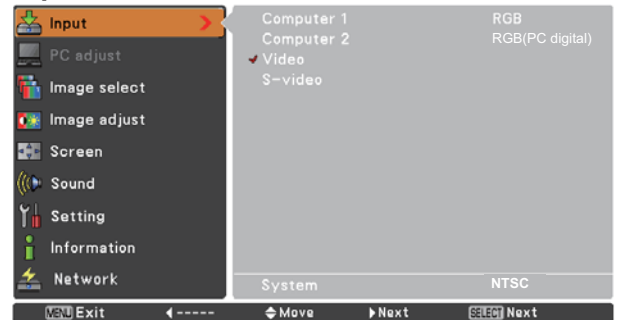 Input
PC adjust
Image select
Image adjust
Screen
Sound
Setting
Information
Network
Computer 1 RGB
Computer 2 RGB(PC digital)
Video
S-video
System NTSC
MENU Exit ----- Move Next SELECT Next